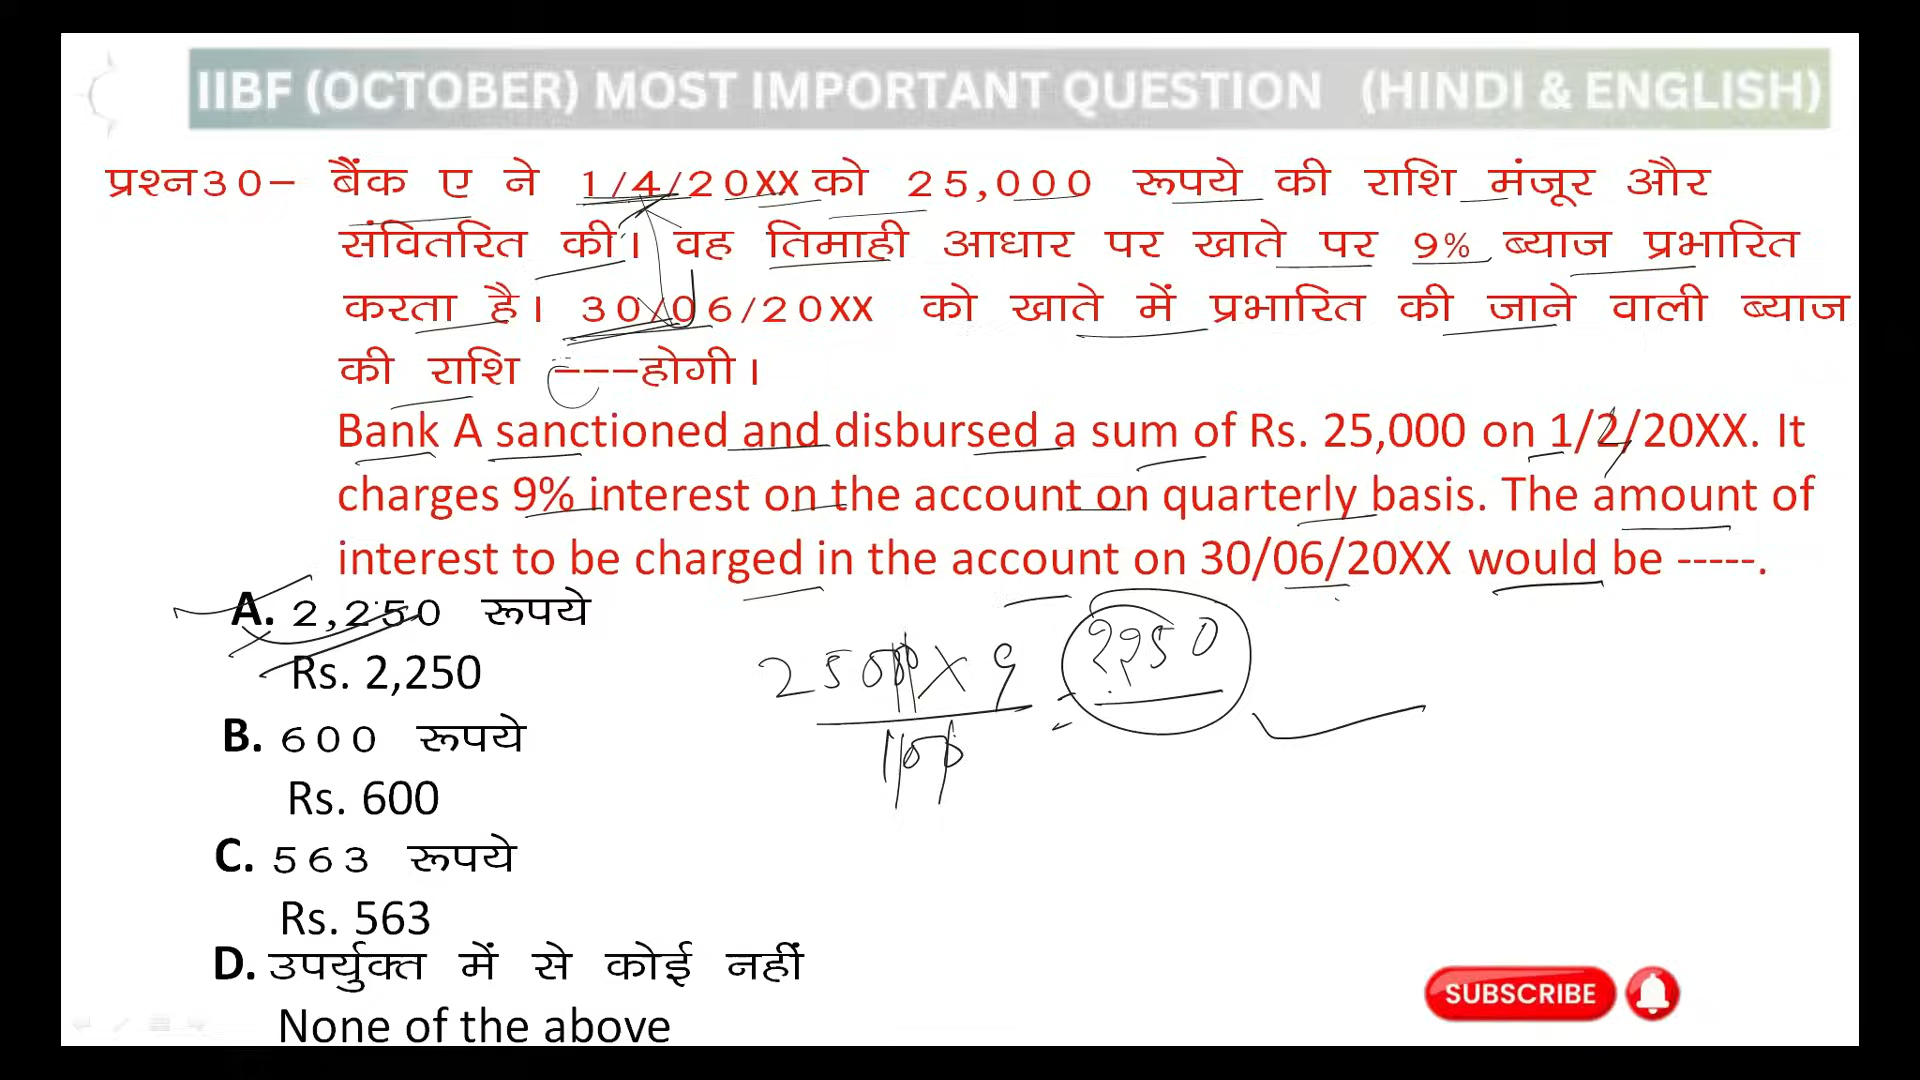 IIBF (OCTOBER) MOST IMPORTANT QUESTION (HINDI & ENGLISH)
प्रश्न30- बैंक ए ने 1/4/20XX को 25,000 रूपये की राशि मंजूर और
संवितरित की। वह तिमाही आधार पर खाते पर 9% ब्याज प्रभारित
करता है। 30/06/20XX को खाते में प्रभारित की जाने वाली ब्याज
की राशि ---होगी।
Bank A sanctioned and disbursed a sum of Rs. 25,000 on 1/2/20XX. It
charges 9% interest on the account on quarterly basis. The amount of
interest to be charged in the account on 30/06/20XX would be -----.
A. 2,250 रूपये
Rs. 2,250
2500 X 9
100
= 2250
B. 600 रूपये
Rs. 600
C. 563 रूपये
Rs. 563
D. उपर्युक्त में से कोई नहीं
None of the above
SUBSCRIBE